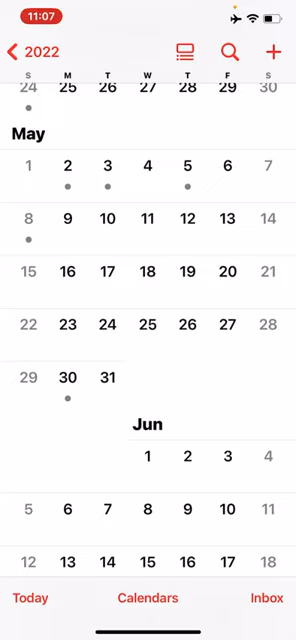 11:07
2022
S M T W T F S
24 25 26 27 28 29 30
May
1 2 3 4 5 6 7
8 9 10 11 12 13 14
15 16 17 18 19 20 21
22 23 24 25 26 27 28
29 30 31
Jun
1 2 3 4
5 6 7 8 9 10 11
12 13 14 15 16 17 18
Today Calendars Inbox